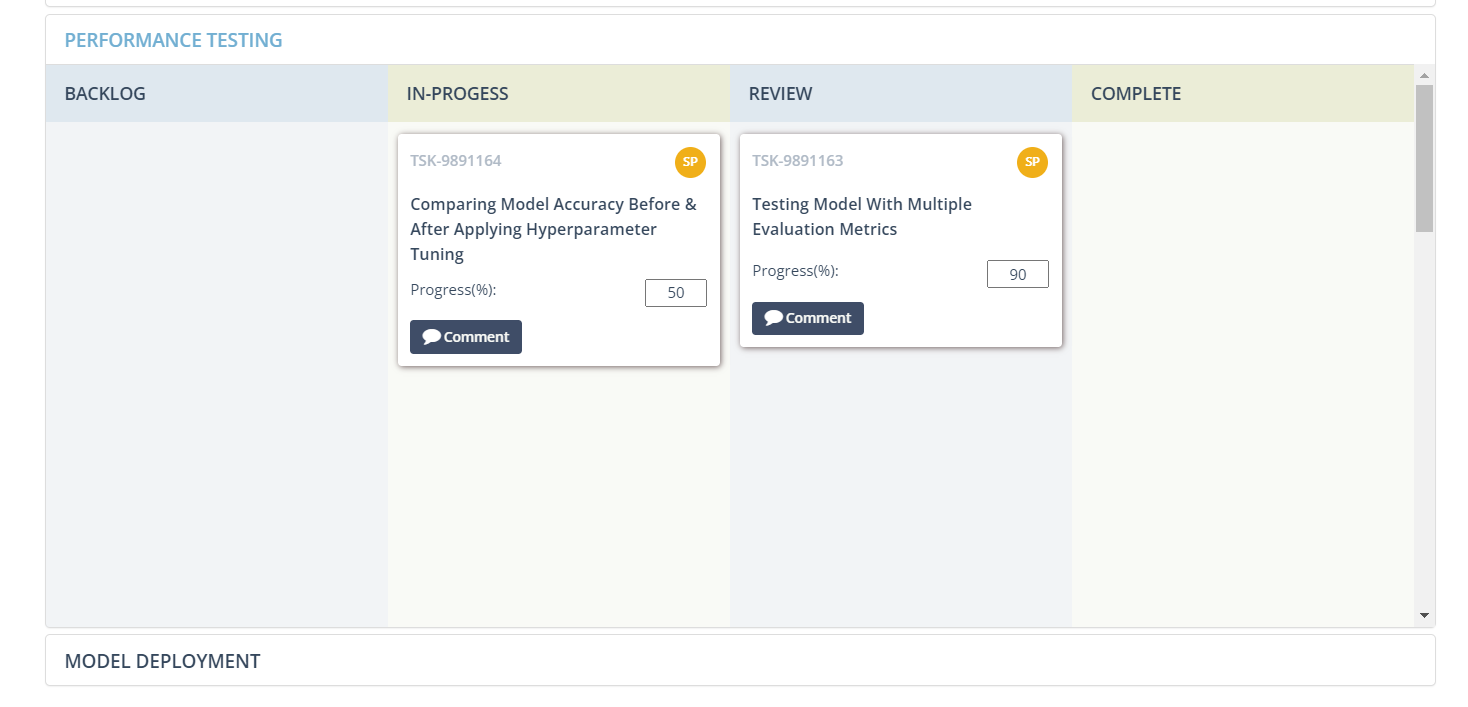 PERFORMANCE TESTING
BACKLOG
IN-PROGESS
REVIEW
COMPLETE
TSK-9891164
SP
Comparing Model Accuracy Before &
After Applying Hyperparameter
Tuning
Progress(%):
50
Comment
TSK-9891163
SP
Testing Model With Multiple
Evaluation Metrics
Progress(%):
90
Comment
MODEL DEPLOYMENT